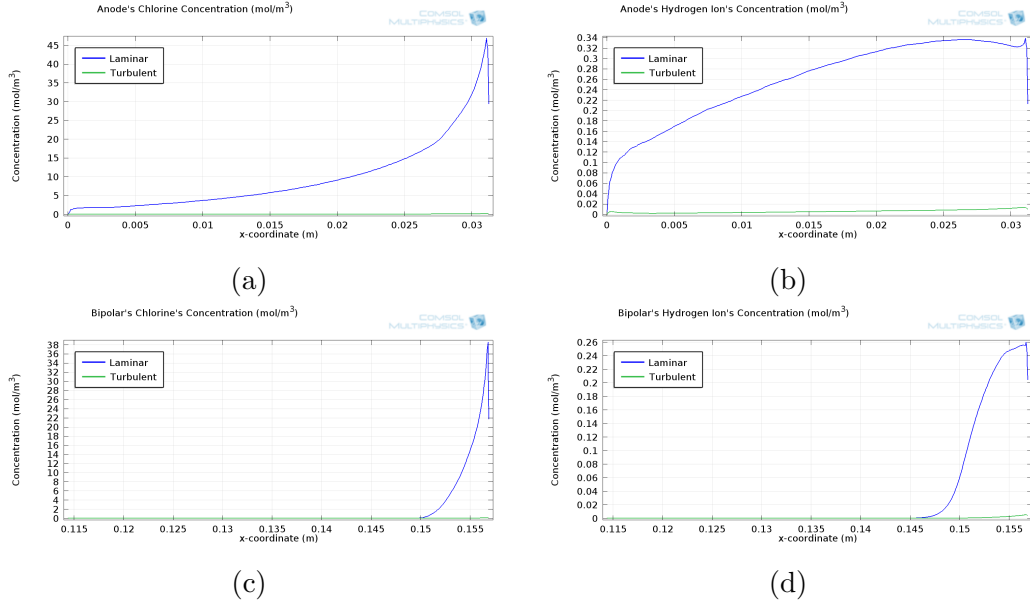 Anode's Chlorine Concentration (mol/m³)
COMSOL
MULTIPHYSICS
Concentration (mol/m³)
45
40
35
30
25
20
15
10
5
0
Laminar
Turbulent
0
0.005
0.01
0.015
0.02
0.025
0.03
x-coordinate (m)
(a)
Anode's Hydrogen Ion's Concentration (mol/m³)
COMSOL
MULTIPHYSICS
Concentration (mol/m³)
0.34
0.32
0.3
0.28
0.26
0.24
0.22
0.2
0.18
0.16
0.14
0.12
0.1
0.08
0.06
0.04
0.02
0
Laminar
Turbulent
0
0.005
0.01
0.015
0.02
0.025
0.03
x-coordinate (m)
(b)
Bipolar's Chlorine's Concentration (mol/m³)
COMSOL
MULTIPHYSICS
Concentration (mol/m³)
38
36
34
32
30
28
26
24
22
20
18
16
14
12
10
8
6
4
2
0
Laminar
Turbulent
0.115
0.12
0.125
0.13
0.135
0.14
0.145
0.15
0.155
x-coordinate (m)
(c)
Bipolar's Hydrogen Ion's Concentration (mol/m³)
COMSOL
MULTIPHYSICS
Concentration (mol/m³)
0.26
0.24
0.22
0.2
0.18
0.16
0.14
0.12
0.1
0.08
0.06
0.04
0.02
0
Laminar
Turbulent
0.115
0.12
0.125
0.13
0.135
0.14
0.145
0.15
0.155
x-coordinate (m)
(d)